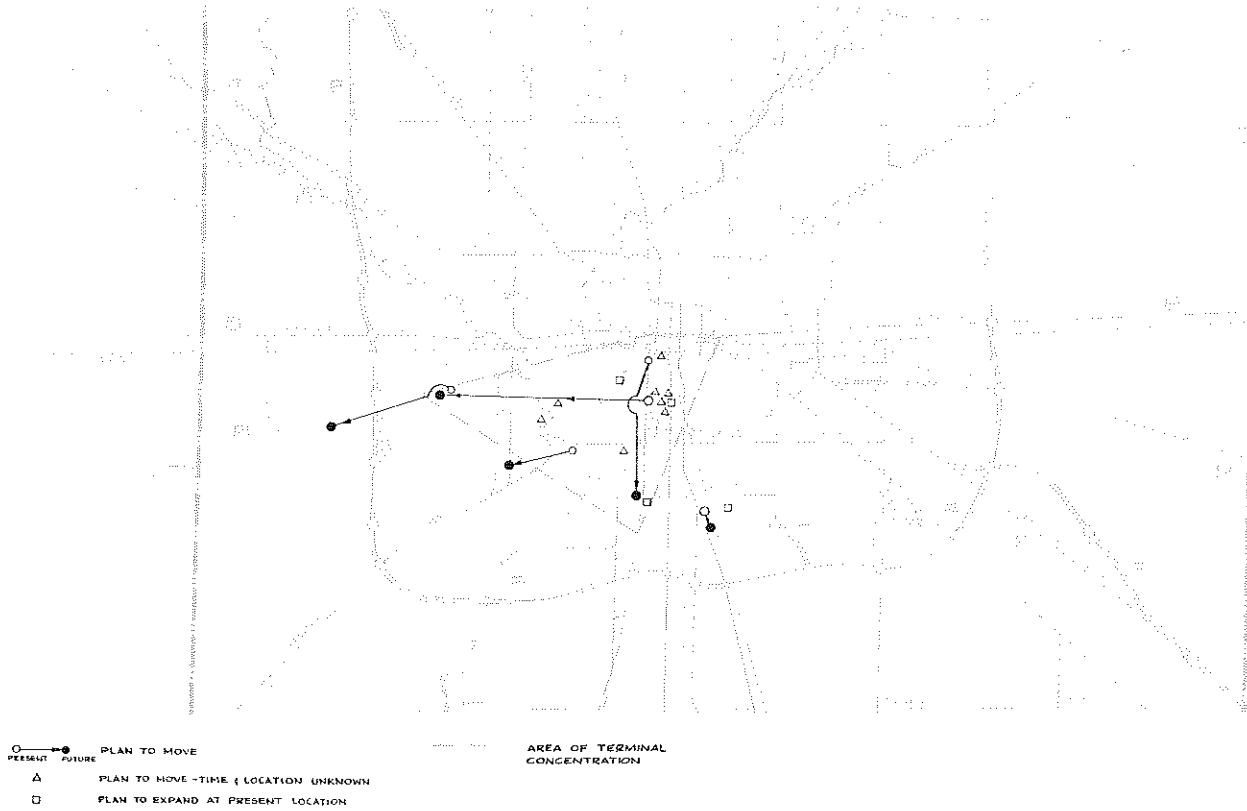 PLAN TO MOVE
PRESENT FUTURE
PLAN TO MOVE - TIME & LOCATION UNKNOWN
PLAN TO EXPAND AT PRESENT LOCATION
AREA OF TERMINAL
CONCENTRATION